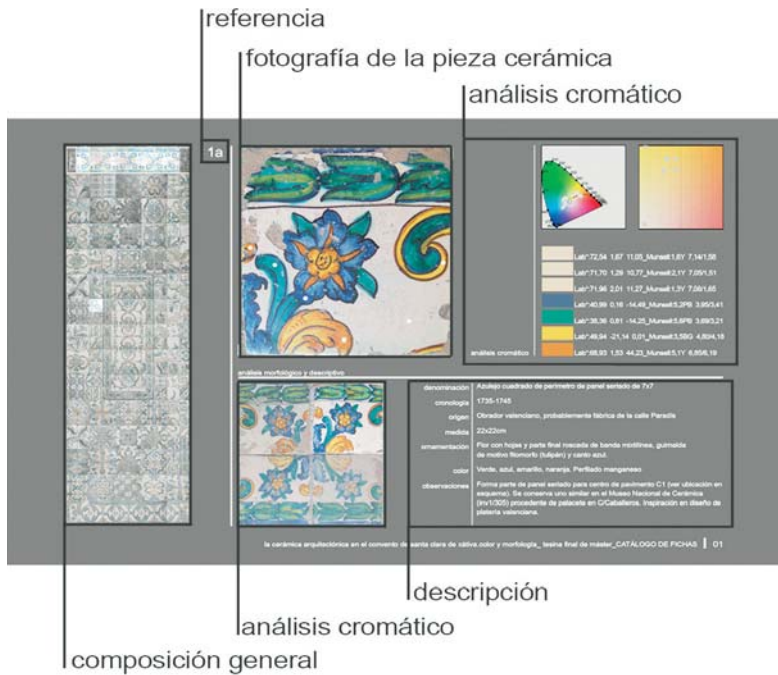 referencia
fotografía de la pieza cerámica
análisis cromático
1a
Lab*:72,54 1,67 11,05_Munsell:1,6Y 7,14/1,58
Lab*:71,70 1,29 10,77_Munsell:2,1Y 7,05/1,51
Lab*:71,96 2,01 11,27_Munsell:1,3Y 7,08/1,65
Lab*:40,99 0,16 -14,49_Munsell:5,2PB 3,95/3,41
Lab*:38,36 0,61 -14,25_Munsell:5,6PB 3,69/3,21
Lab*:49,94 -21,14 0,01_Munsell:3,5BG 4,80/4,18
análisis cromático Lab*:68,93 1,53 44,23_Munsell:5,1Y 6,85/6,19
análisis morfológico y descriptivo
denominación Azulejo cuadrado de perímetro de panel seriado de 7x7
cronología 1735-1745
origen Obrador valenciano, probablemente fábrica de la calle Paradís
medida 22x22cm
ornamentación Flor con hojas y parte final roscada de banda mixtilínea, guirnalda
de motivo fitomorfo (tulipán) y canto azul.
color Verde, azul, amarillo, naranja. Perfilado manganeso
observaciones Forma parte de panel seriado para centro de pavimento C1 (ver ubicación en
esquema). Se conserva uno similar en el Museo Nacional de Cerámica
(inv1/305) procedente de palacete en C/Caballeros. Inspiración en diseño de
platería valenciana.
la cerámica arquitectónica en el convento de santa clara de xàtiva.color y morfología_ tesina final de máster_CATÁLOGO DE FICHAS | 01
descripción
análisis cromático
composición general